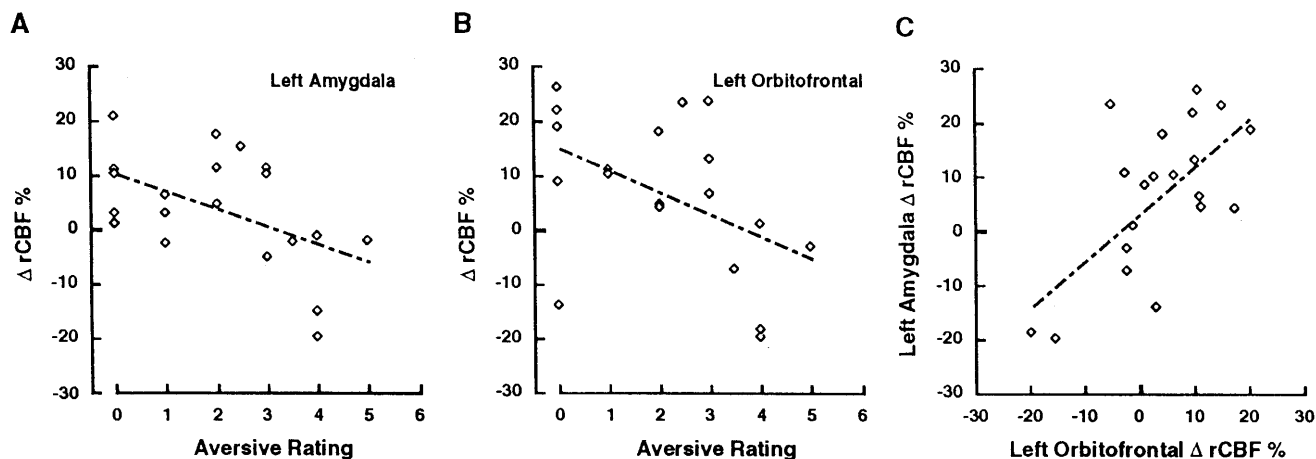 A
Left Amygdala
Δ rCBF %
30
20
10
0
-10
-20
-30
0 1 2 3 4 5 6
Aversive Rating
B
Left Orbitofrontal
Δ rCBF %
30
20
10
0
-10
-20
-30
0 1 2 3 4 5 6
Aversive Rating
C
Left Amygdala Δ rCBF %
30
20
10
0
-10
-20
-30
-30 -20 -10 0 10 20 30
Left Orbitofrontal Δ rCBF %